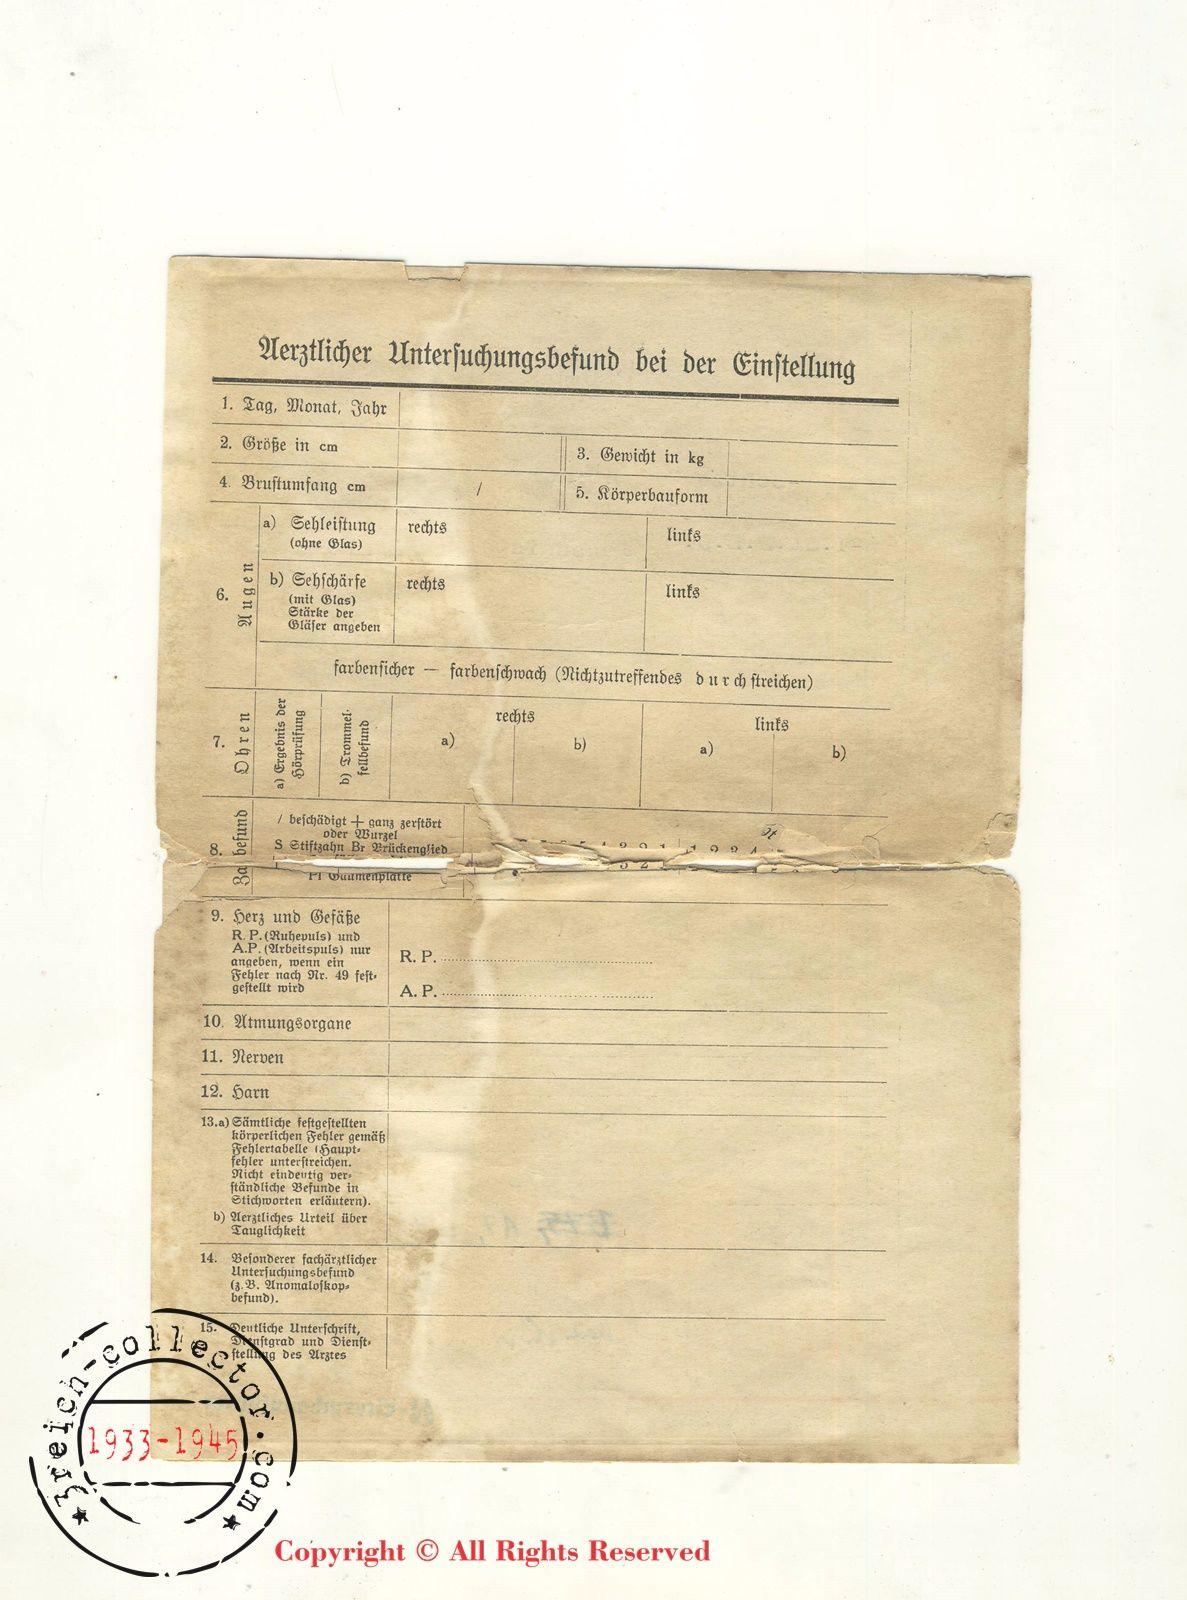 Aerztlicher Untersuchungsbefund bei der Einstellung
1. Tag, Monat, Jahr
2. Größe in cm
3. Gewicht in kg
4. Brustumfang cm /
5. Körperbauform
6. Augen
a) Sehleistung
(ohne Glas)
rechts
links
b) Sehschärfe
(mit Glas)
Stärke der
Gläser angeben
rechts
links
farbensicher — farbenschwach (Nichtzutreffendes durchstreichen)
7. Ohren
a) Ergebnis der
Hörprüfung
b) Trommel-
fellbefund
rechts
a) b)
links
a) b)
8.
/ beschädigt + ganz zerstört
oder Wurzel
S Stiftzahn Br Brückenglied
Pl Gaumenplatte
9. Herz und Gefäße
R. P. (Ruhepuls) und
A.P. (Arbeitspuls) nur
angeben, wenn ein
Fehler nach Nr. 49 fest-
gestellt wird
R. P.
A. P.
10. Atmungsorgane
11. Nerven
12. Harn
13.a) Sämtliche festgestellten
körperlichen Fehler gemäß
Fehlertabelle (Haupt-
fehler unterstreichen.
Nicht eindeutig ver-
ständliche Befunde in
Stichworten erläutern).
b) Aerztliches Urteil über
Tauglichkeit
14. Besonderer fachärztlicher
Untersuchungsbefund
(z. B. Anomaloskop-
befund).
15. Deutliche Unterschrift,
Dienstgrad und Dienst-
stellung des Arztes
3reich-collector.com
1933-1945
Copyright © All Rights Reserved